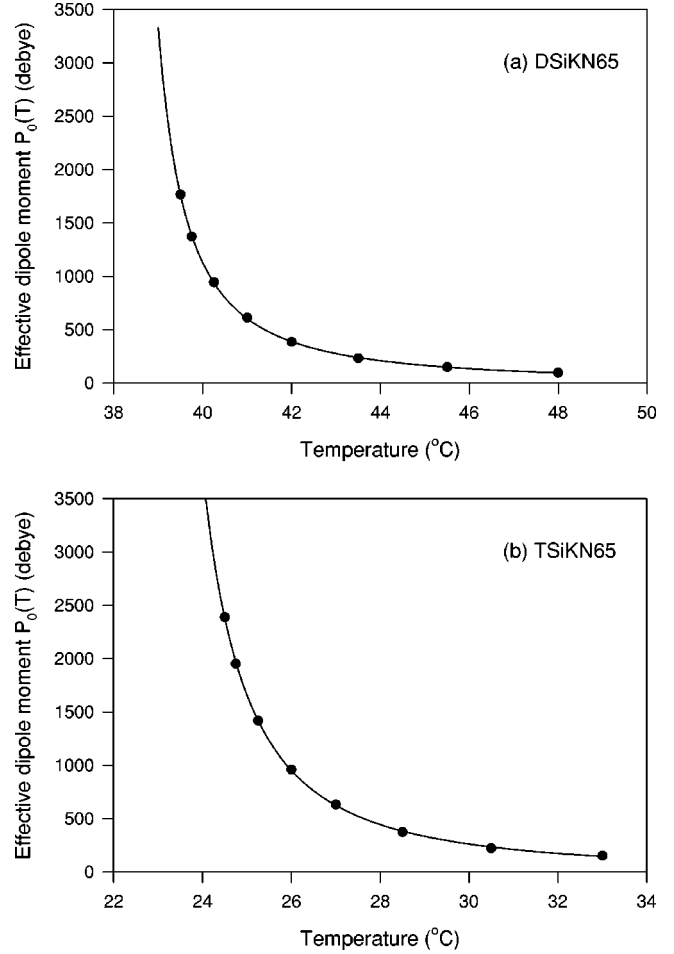 Effective dipole moment P₀(T) (debye)
3500
3000
2500
2000
1500
1000
500
0
(a) DSiKN65
38 40 42 44 46 48 50
Temperature (°C)
Effective dipole moment P₀(T) (debye)
3500
3000
2500
2000
1500
1000
500
0
(b) TSiKN65
22 24 26 28 30 32 34
Temperature (°C)